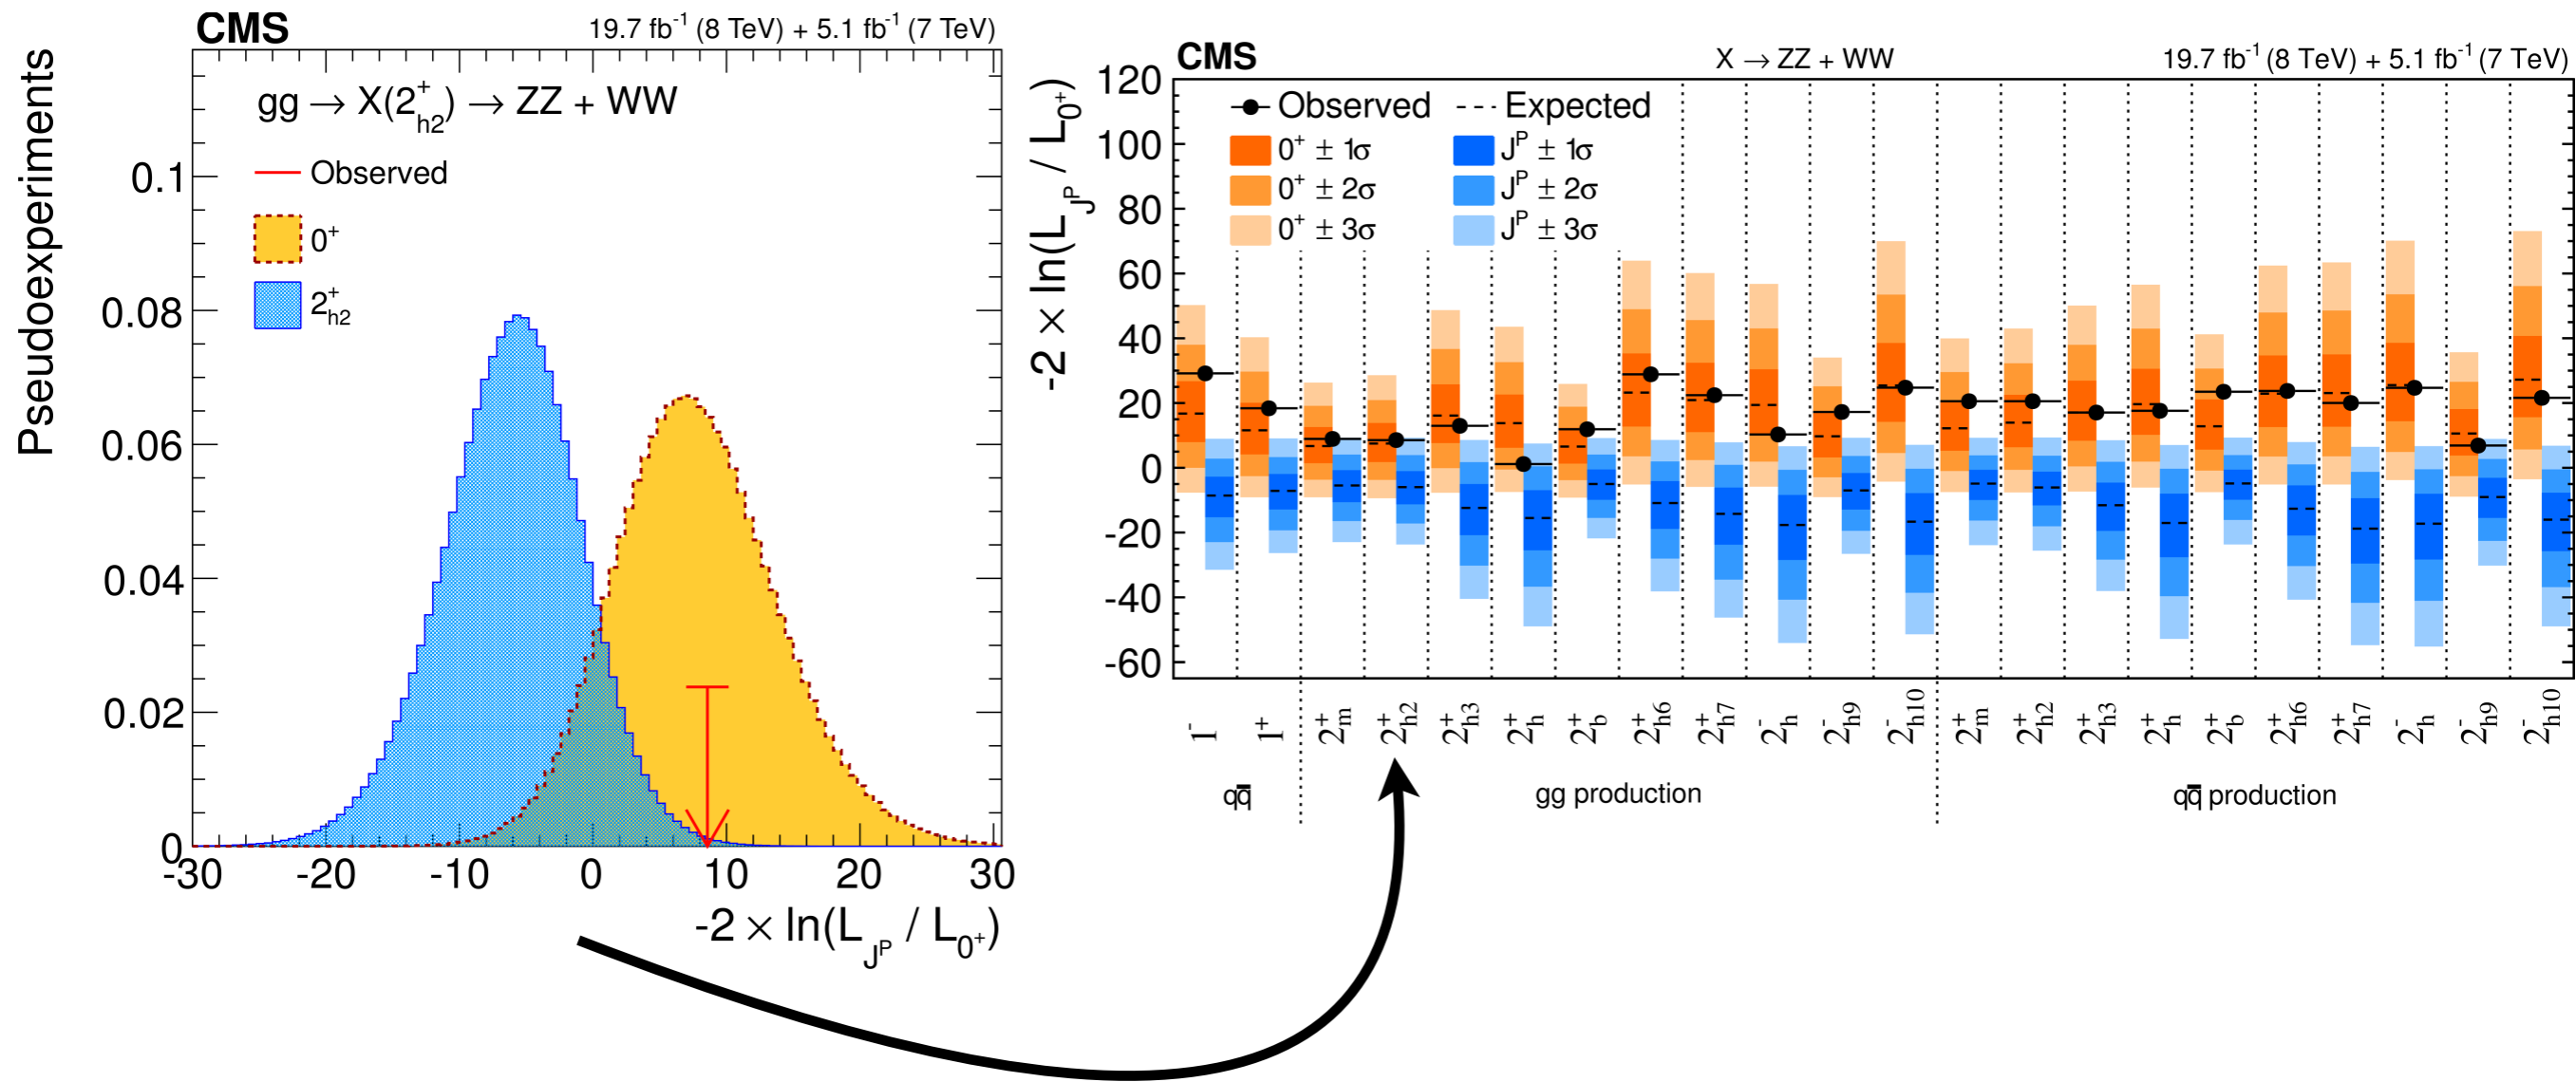 CMS 19.7 fb⁻¹ (8 TeV) + 5.1 fb⁻¹ (7 TeV)
Pseudoexperiments
gg → X(2⁺h2) → ZZ + WW
Observed
0⁺
2⁺h2
0.1
0.08
0.06
0.04
0.02
0
-30 -20 -10 0 10 20 30
-2 × ln(L_Jᴾ / L_0⁺)
CMS X → ZZ + WW 19.7 fb⁻¹ (8 TeV) + 5.1 fb⁻¹ (7 TeV)
-2 × ln(L_Jᴾ / L_0⁺)
Observed Expected
0⁺ ± 1σ Jᴾ ± 1σ
0⁺ ± 2σ Jᴾ ± 2σ
0⁺ ± 3σ Jᴾ ± 3σ
120
100
80
60
40
20
0
-20
-40
-60
1⁻ 1⁺ 2⁺m 2⁺h2 2⁺h3 2⁺h 2⁺b 2⁺h6 2⁺h7 2⁻h 2⁻h9 2⁻h10 2⁺m 2⁺h2 2⁺h3 2⁺h 2⁺b 2⁺h6 2⁺h7 2⁻h 2⁻h9 2⁻h10
qq̄ gg production qq̄ production